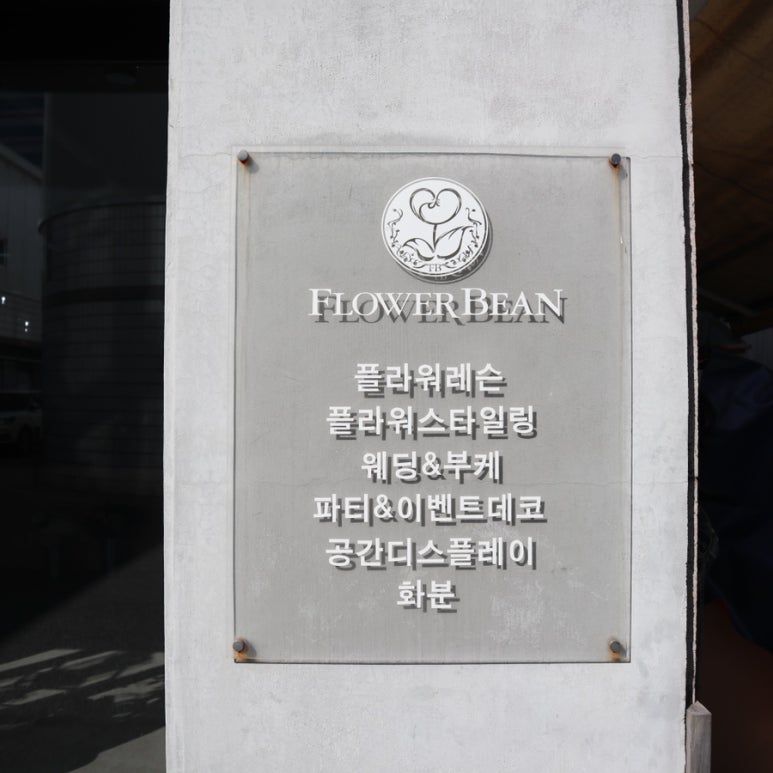 FB
FLOWER BEAN
플라워레슨
플라워스타일링
웨딩&부케
파티&이벤트데코
공간디스플레이
화분